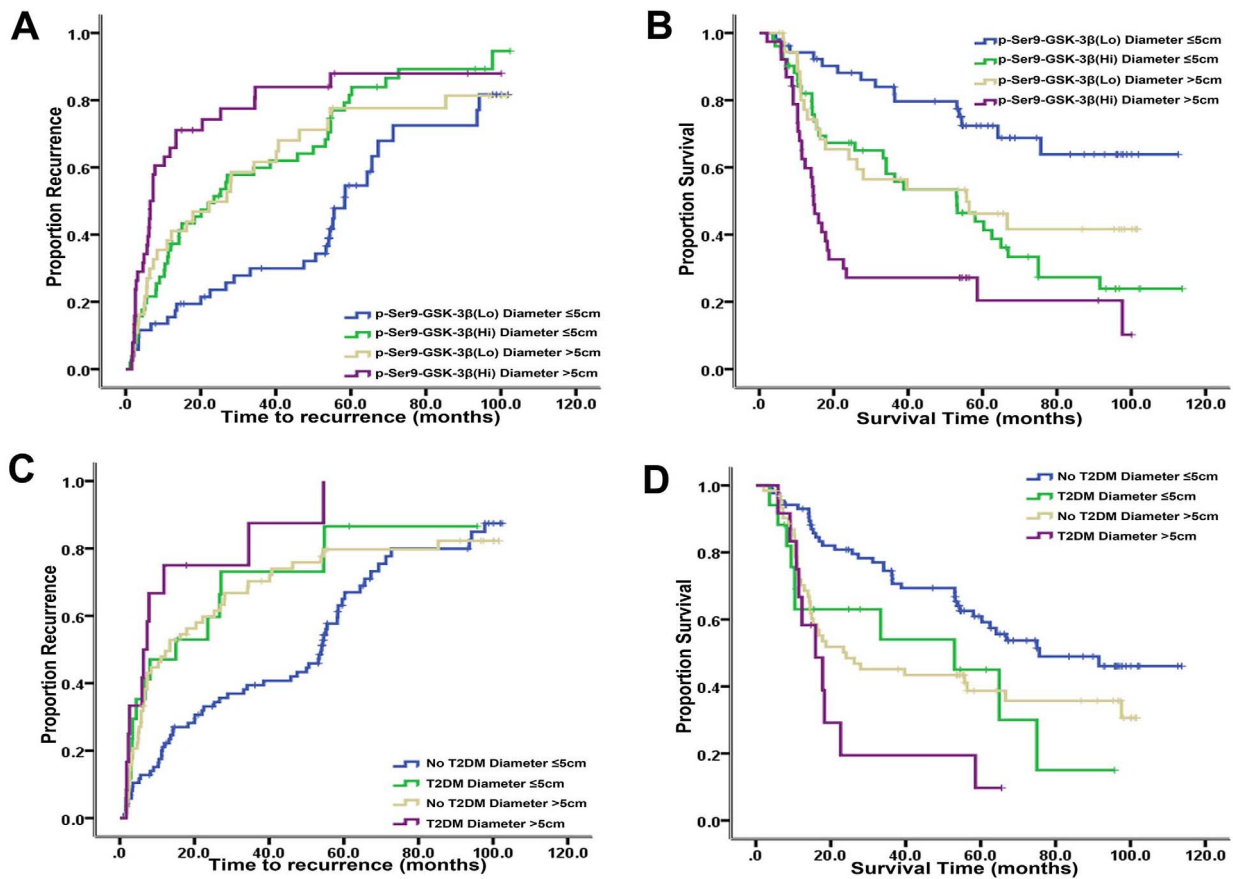 A
Proportion Recurrence
1.0
0.8
0.6
0.4
0.2
0.0
p-Ser9-GSK-3β(Lo) Diameter ≤5cm
p-Ser9-GSK-3β(Hi) Diameter ≤5cm
p-Ser9-GSK-3β(Lo) Diameter >5cm
p-Ser9-GSK-3β(Hi) Diameter >5cm
.0 20.0 40.0 60.0 80.0 100.0 120.0
Time to recurrence (months)
B
Proportion Survival
1.0
0.8
0.6
0.4
0.2
0.0
p-Ser9-GSK-3β(Lo) Diameter ≤5cm
p-Ser9-GSK-3β(Hi) Diameter ≤5cm
p-Ser9-GSK-3β(Lo) Diameter >5cm
p-Ser9-GSK-3β(Hi) Diameter >5cm
.0 20.0 40.0 60.0 80.0 100.0 120.0
Survival Time (months)
C
Proportion Recurrence
1.0
0.8
0.6
0.4
0.2
0.0
No T2DM Diameter ≤5cm
T2DM Diameter ≤5cm
No T2DM Diameter >5cm
T2DM Diameter >5cm
.0 20.0 40.0 60.0 80.0 100.0 120.0
Time to recurrence (months)
D
Proportion Survival
1.0
0.8
0.6
0.4
0.2
0.0
No T2DM Diameter ≤5cm
T2DM Diameter ≤5cm
No T2DM Diameter >5cm
T2DM Diameter >5cm
.0 20.0 40.0 60.0 80.0 100.0 120.0
Survival Time (months)